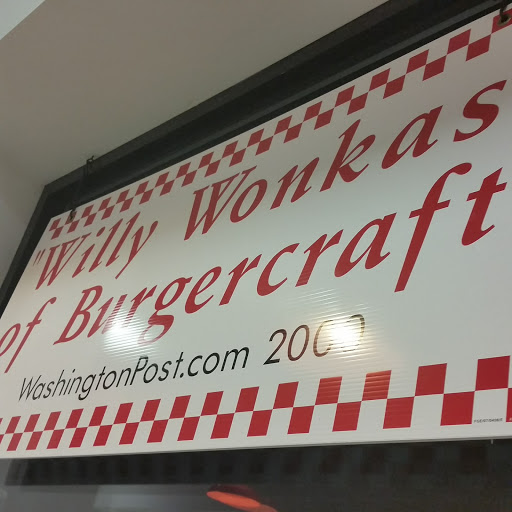 "Willy Wonkas
of Burgercraft
WashingtonPost.com 2009